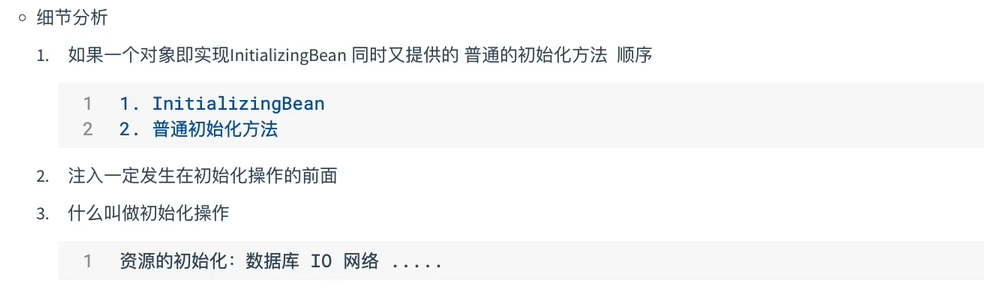 细节分析
1. 如果一个对象即实现InitializingBean 同时又提供的 普通的初始化方法 顺序
1 1. InitializingBean
2 2. 普通初始化方法
2. 注入一定发生在初始化操作的前面
3. 什么叫做初始化操作
1 资源的初始化: 数据库 IO 网络 .....